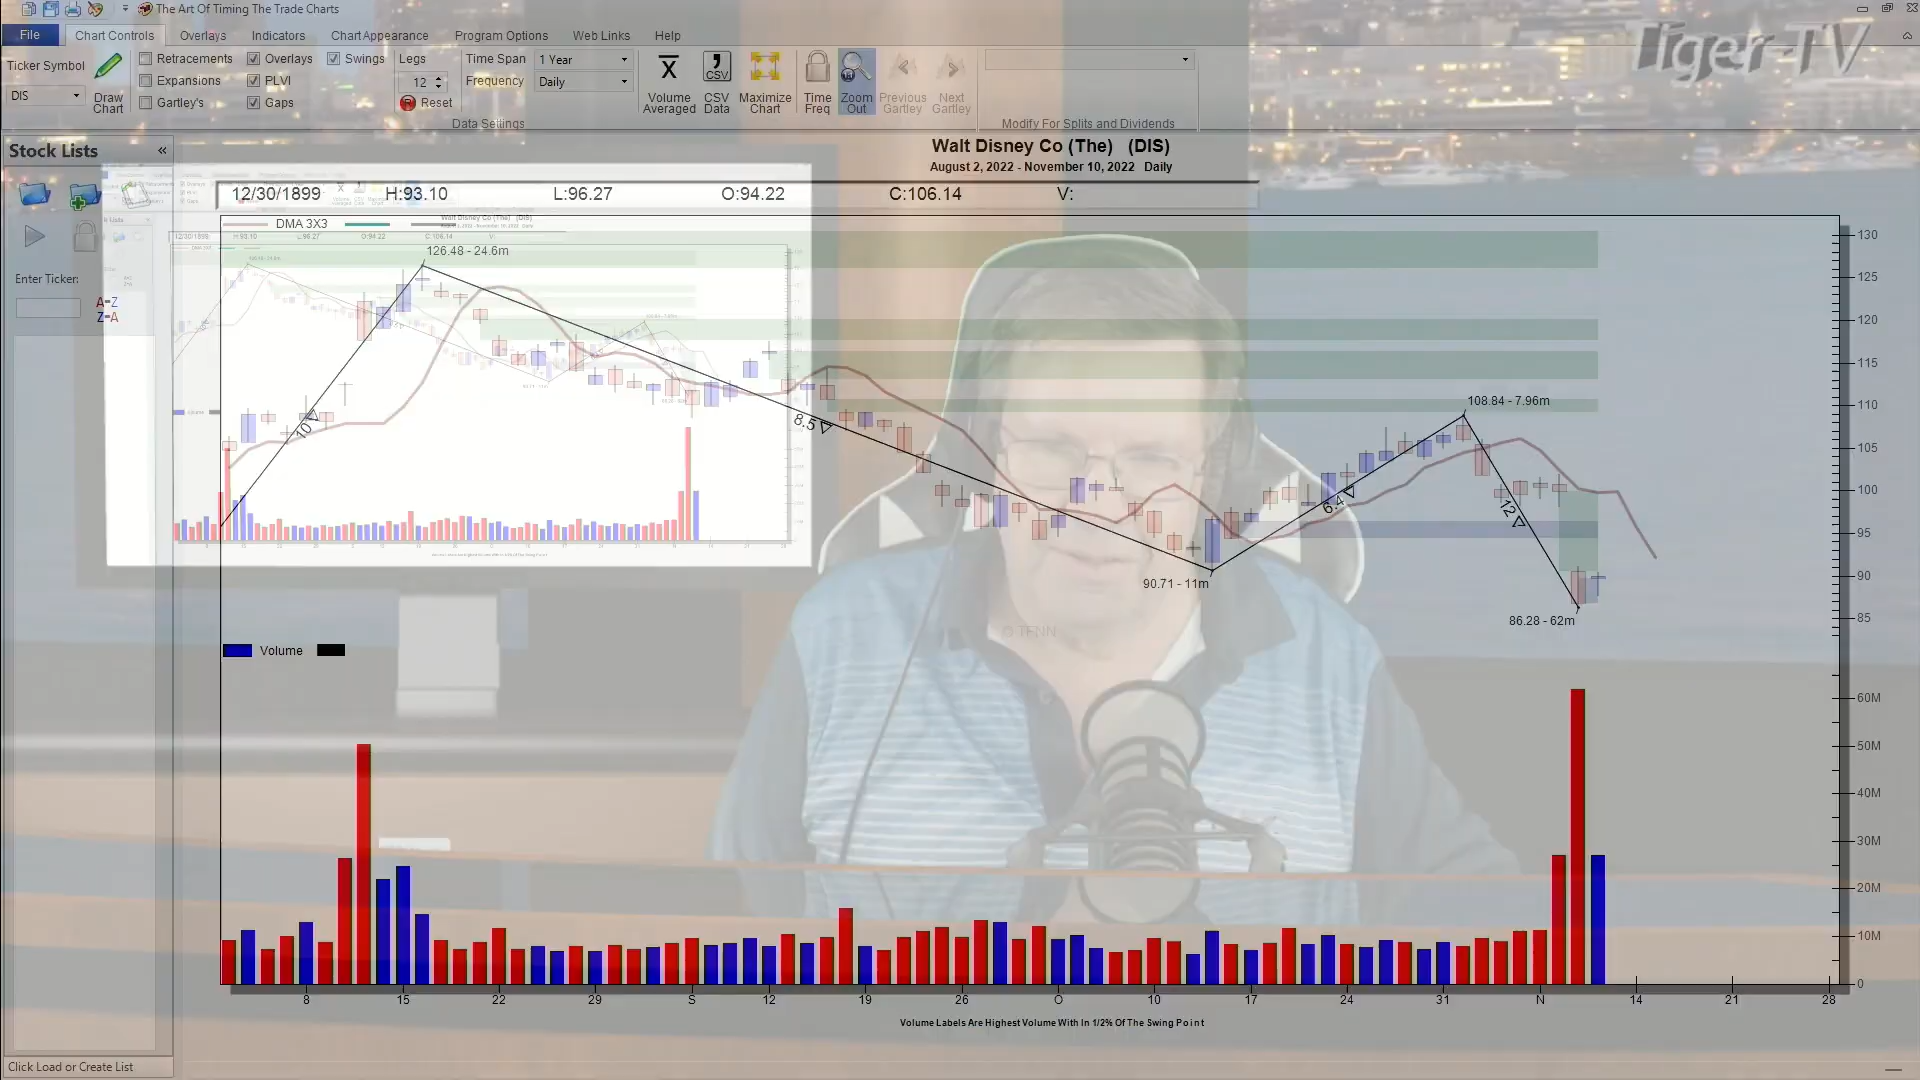 The Art Of Timing The Trade Charts
File Chart Controls Overlays Indicators Chart Appearance Program Options Web Links Help
Tiger-TV
Ticker Symbol
DIS
Draw Chart
Retracements
Expansions
Gartley's
Overlays
PLVI
Gaps
Swings
Legs
12
Reset
Time Span 1 Year
Frequency Daily
Data Settings
Volume Averaged
CSV Data
Maximize Chart
Time Freq
Zoom Out
Previous Gartley
Next Gartley
Modify For Splits and Dividends
Stock Lists
Enter Ticker:
A-Z
Z-A
Click Load or Create List
Walt Disney Co (The) (DIS)
August 2, 2022 - November 10, 2022 Daily
12/30/1899 H:93.10 L:96.27 O:94.22 C:106.14 V:
DMA 3X3
126.48 - 24.6m
10
8.5
90.71 - 11m
6.4
108.84 - 7.96m
12
86.28 - 62m
© TFNN
130
125
120
115
110
105
100
95
90
85
Volume
60M
50M
40M
30M
20M
10M
0
8 15 22 29 S 12 19 26 O 10 17 24 31 N 14 21 28
Volume Labels Are Highest Volume With In 1/2% Of The Swing Point